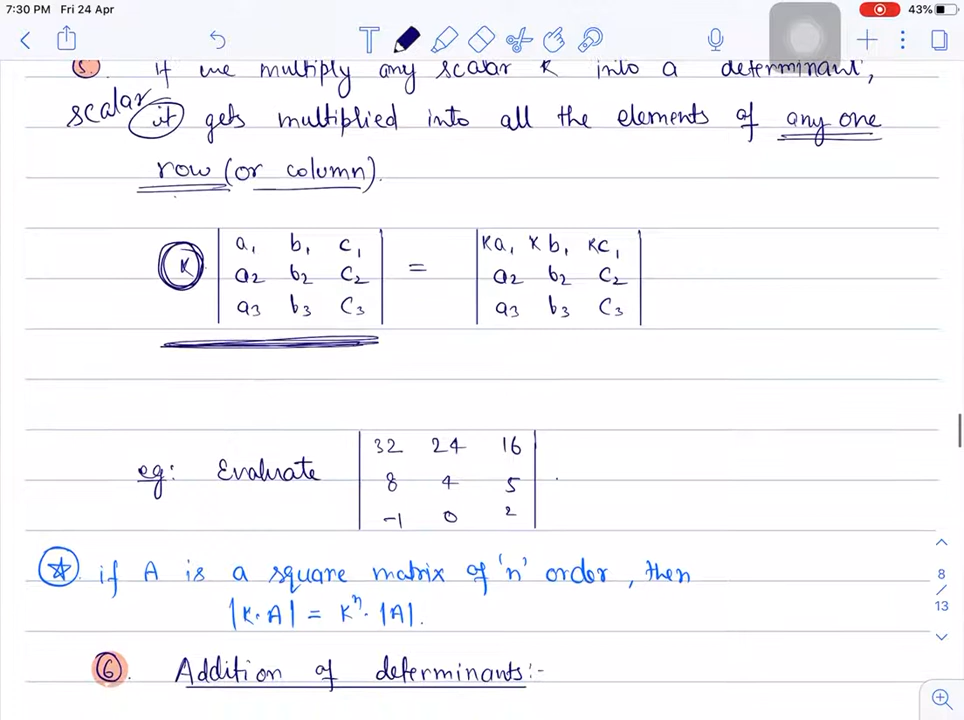 7:30 PM Fri 24 Apr 43%
T
5. If we multiply any scalar K into a determinant,
scalar
it gets multiplied into all the elements of any one
row (or column).
K | a₁ b₁ c₁ | = | Ka₁ Kb₁ Kc₁ |
| a₂ b₂ c₂ | | a₂ b₂ c₂ |
| a₃ b₃ c₃ | | a₃ b₃ c₃ |
eg: Evaluate | 32 24 16 |
| 8 4 5 |
| -1 0 2 |
☆ if A is a square matrix of 'n' order, then
|K·A| = Kⁿ·|A|.
8
/
13
6. Addition of determinants:-